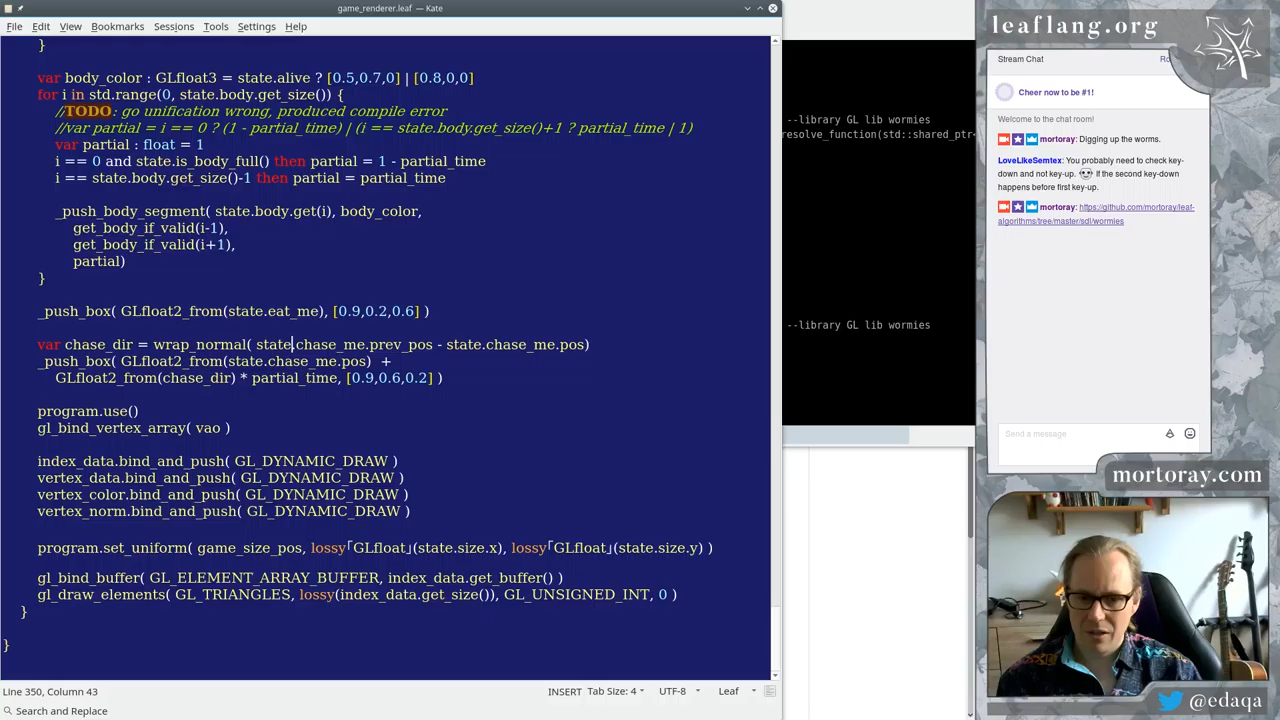 game_renderer.leaf — Kate
File Edit View Bookmarks Sessions Tools Settings Help
}
var body_color : GLfloat3 = state.alive ? [0.5,0.7,0] | [0.8,0,0]
for i in std.range(0, state.body.get_size()) {
//TODO: go unification wrong, produced compile error
//var partial = i == 0 ? (1 - partial_time) | (i == state.body.get_size()+1 ? partial_time | 1)
var partial : float = 1
i == 0 and state.is_body_full() then partial = 1 - partial_time
i == state.body.get_size()-1 then partial = partial_time
_push_body_segment( state.body.get(i), body_color,
get_body_if_valid(i-1),
get_body_if_valid(i+1),
partial)
}
_push_box( GLfloat2_from(state.eat_me), [0.9,0.2,0.6] )
var chase_dir = wrap_normal( state.chase_me.prev_pos - state.chase_me.pos)
_push_box( GLfloat2_from(state.chase_me.pos) +
GLfloat2_from(chase_dir) * partial_time, [0.9,0.6,0.2] )
program.use()
gl_bind_vertex_array( vao )
index_data.bind_and_push( GL_DYNAMIC_DRAW )
vertex_data.bind_and_push( GL_DYNAMIC_DRAW )
vertex_color.bind_and_push( GL_DYNAMIC_DRAW )
vertex_norm.bind_and_push( GL_DYNAMIC_DRAW )
program.set_uniform( game_size_pos, lossy｢GLfloat｣(state.size.x), lossy｢GLfloat｣(state.size.y) )
gl_bind_buffer( GL_ELEMENT_ARRAY_BUFFER, index_data.get_buffer() )
gl_draw_elements( GL_TRIANGLES, lossy(index_data.get_size()), GL_UNSIGNED_INT, 0 )
}
}
Line 350, Column 43
INSERT Tab Size: 4 UTF-8 Leaf
Search and Replace
--library GL lib wormies
resolve_function(std::shared_ptr<
--library GL lib wormies
leaflang.org
Stream Chat
Ro
Cheer now to be #1!
Welcome to the chat room!
mortoray: Digging up the worms.
LoveLikeSemtex: You probably need to check key-
down and not key-up. If the second key-down
happens before first key-up.
mortoray: https://github.com/mortoray/leaf-
algorithms/tree/master/sdl/wormies
Send a message
mortoray.com
@edaqa